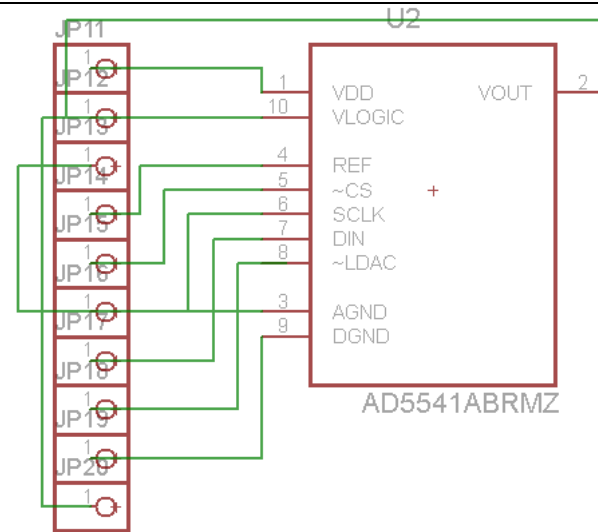 U2
JP11
1
JP12
1
JP13
1
JP14
1
JP15
1
JP16
1
JP17
1
JP18
1
JP19
1
JP20
1
1 VDD VOUT 2
10 VLOGIC
4 REF
5 ~CS
6 SCLK
7 DIN
8 ~LDAC
3 AGND
9 DGND
AD5541ABRMZ